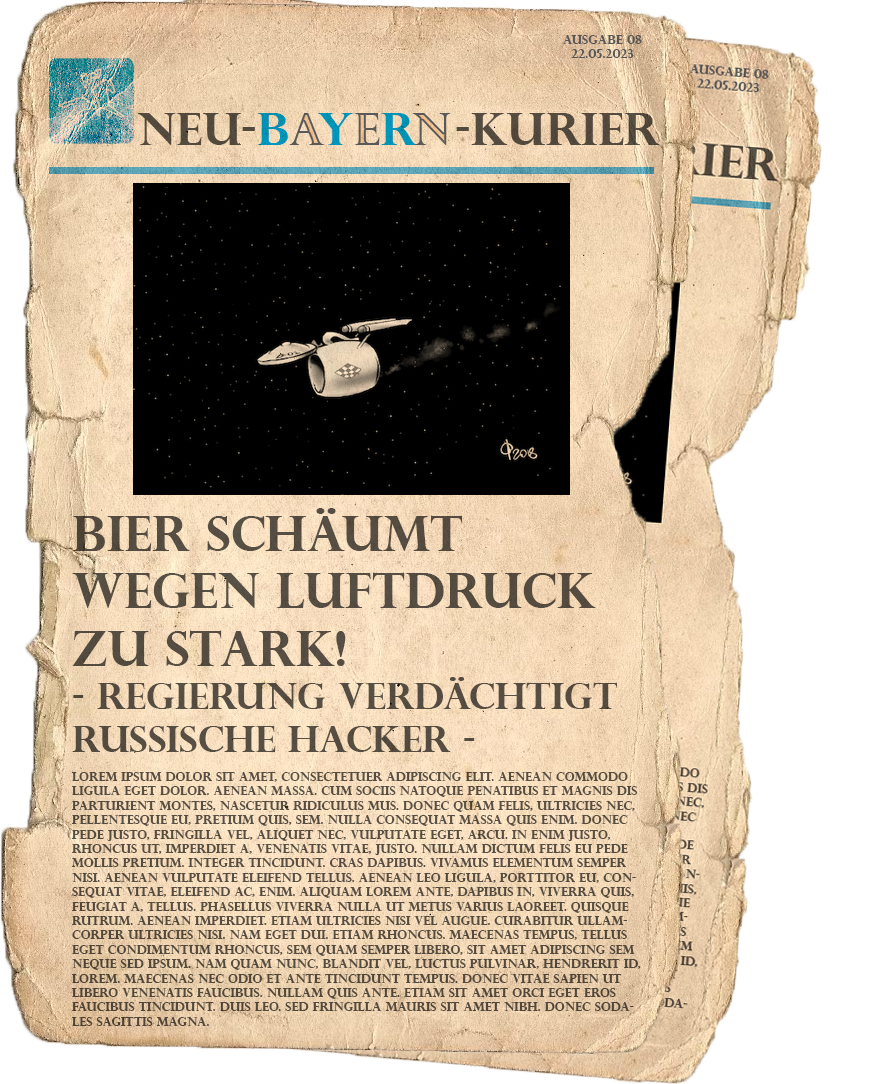 AUSGABE 08
22.05.2023
NEU-BAYERN-KURIER
BIER SCHÄUMT
WEGEN LUFTDRUCK
ZU STARK!
- REGIERUNG VERDÄCHTIGT
RUSSISCHE HACKER -
LOREM IPSUM DOLOR SIT AMET, CONSECTETUER ADIPISCING ELIT. AENEAN COMMODO
LIGULA EGET DOLOR. AENEAN MASSA. CUM SOCIIS NATOQUE PENATIBUS ET MAGNIS DIS
PARTURIENT MONTES, NASCETUR RIDICULUS MUS. DONEC QUAM FELIS, ULTRICIES NEC,
PELLENTESQUE EU, PRETIUM QUIS, SEM. NULLA CONSEQUAT MASSA QUIS ENIM. DONEC
PEDE JUSTO, FRINGILLA VEL, ALIQUET NEC, VULPUTATE EGET, ARCU. IN ENIM JUSTO,
RHONCUS UT, IMPERDIET A, VENENATIS VITAE, JUSTO. NULLAM DICTUM FELIS EU PEDE
MOLLIS PRETIUM. INTEGER TINCIDUNT. CRAS DAPIBUS. VIVAMUS ELEMENTUM SEMPER
NISI. AENEAN VULPUTATE ELEIFEND TELLUS. AENEAN LEO LIGULA, PORTTITOR EU, CON-
SEQUAT VITAE, ELEIFEND AC, ENIM. ALIQUAM LOREM ANTE, DAPIBUS IN, VIVERRA QUIS,
FEUGIAT A, TELLUS. PHASELLUS VIVERRA NULLA UT METUS VARIUS LAOREET. QUISQUE
RUTRUM. AENEAN IMPERDIET. ETIAM ULTRICIES NISI VEL AUGUE. CURABITUR ULLAM-
CORPER ULTRICIES NISI. NAM EGET DUI. ETIAM RHONCUS. MAECENAS TEMPUS, TELLUS
EGET CONDIMENTUM RHONCUS, SEM QUAM SEMPER LIBERO, SIT AMET ADIPISCING SEM
NEQUE SED IPSUM. NAM QUAM NUNC, BLANDIT VEL, LUCTUS PULVINAR, HENDRERIT ID,
LOREM. MAECENAS NEC ODIO ET ANTE TINCIDUNT TEMPUS. DONEC VITAE SAPIEN UT
LIBERO VENENATIS FAUCIBUS. NULLAM QUIS ANTE. ETIAM SIT AMET ORCI EGET EROS
FAUCIBUS TINCIDUNT. DUIS LEO. SED FRINGILLA MAURIS SIT AMET NIBH. DONEC SODA-
LES SAGITTIS MAGNA.
AUSGABE 08
22.05.2023